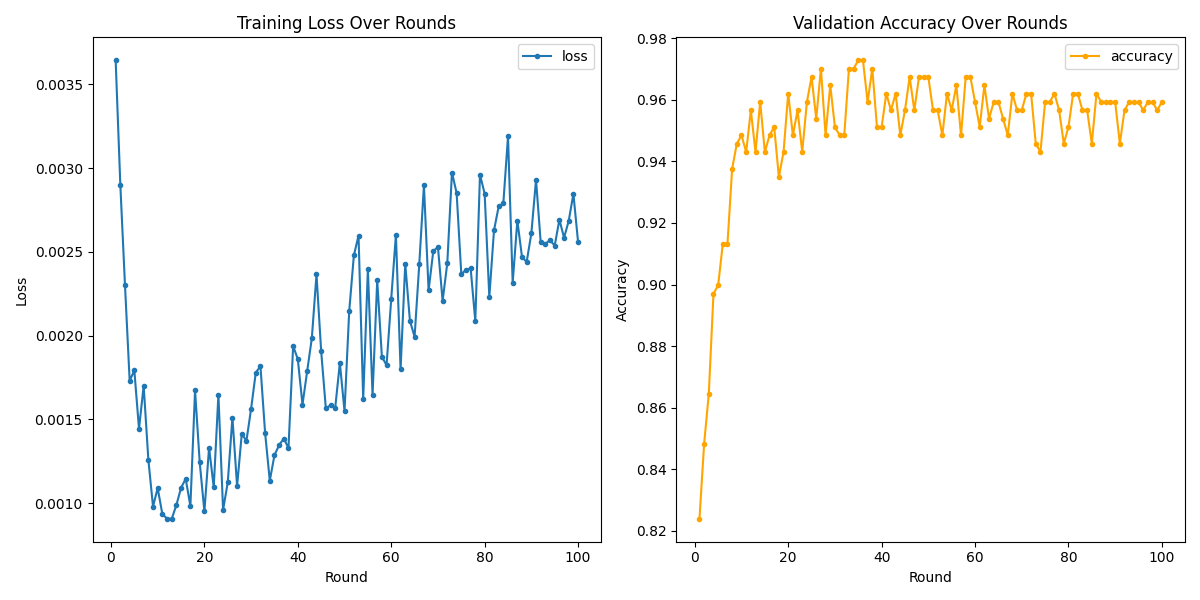 Training Loss Over Rounds
loss
0.0035
0.0030
0.0025
0.0020
0.0015
0.0010
Loss
0 20 40 60 80 100
Round
Validation Accuracy Over Rounds
accuracy
0.98
0.96
0.94
0.92
0.90
0.88
0.86
0.84
0.82
Accuracy
0 20 40 60 80 100
Round